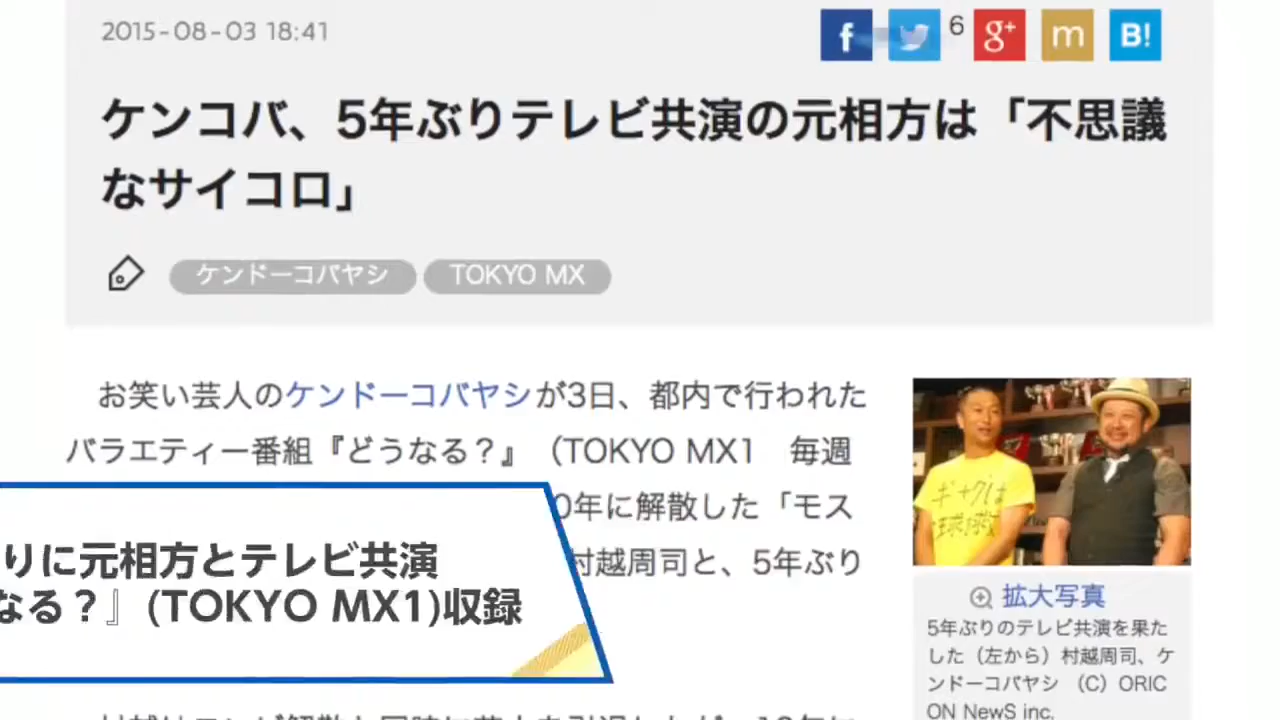 2015-08-03 18:41
6
ケンコバ、5年ぶりテレビ共演の元相方は「不思議
なサイコロ」
ケンドーコバヤシ
TOKYO MX
お笑い芸人のケンドーコバヤシが3日、都内で行われた
バラエティー番組『どうなる？』（TOKYO MX1　毎週
0年に解散した「モス
村越周司と、5年ぶり
りに元相方とテレビ共演
なる？』(TOKYO MX1)収録
ギャグは
拡大写真
5年ぶりのテレビ共演を果た
した（左から）村越周司、ケ
ンドーコバヤシ （C）ORIC
ON NewS inc.